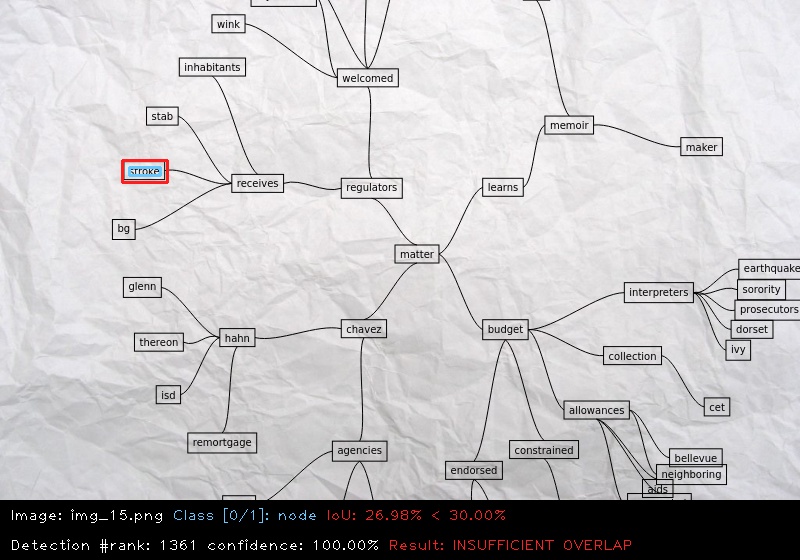 wink
inhabitants
welcomed
stab
memoir
maker
stroke
receives
regulators
learns
bg
matter
earthquake
glenn
interpreters
sorority
prosecutors
thereon
hahn
chavez
budget
dorset
collection
ivy
isd
allowances
cet
remortgage
agencies
constrained
bellevue
endorsed
neighboring
aids
Image: img_15.png Class [0/1]: node IoU: 26.98% < 30.00%
Detection #rank: 1361 confidence: 100.00% Result: INSUFFICIENT OVERLAP